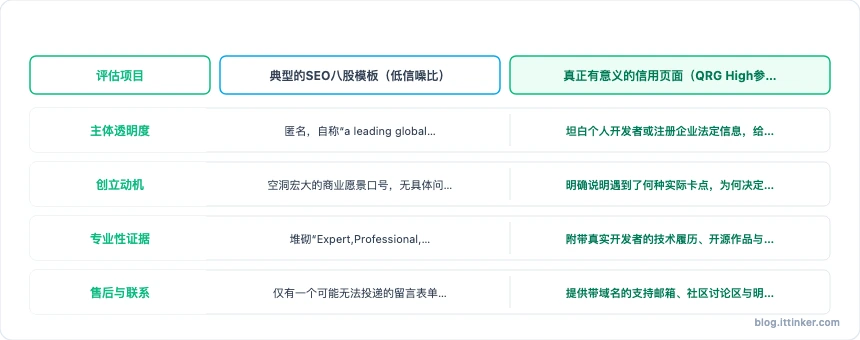 评估项目 典型的SEO八股模板（低信噪比） 真正有意义的信用页面（QRG High参...
主体透明度 匿名，自称“a leading global... 坦白个人开发者或注册企业法定信息，给...
创立动机 空洞宏大的商业愿景口号，无具体问... 明确说明遇到了何种实际卡点，为何决定...
专业性证据 堆砌“Expert,Professional,... 附带真实开发者的技术履历、开源作品与...
售后与联系 仅有一个可能无法投递的留言表单... 提供带域名的支持邮箱、社区讨论区与明...
blog.ittinker.com